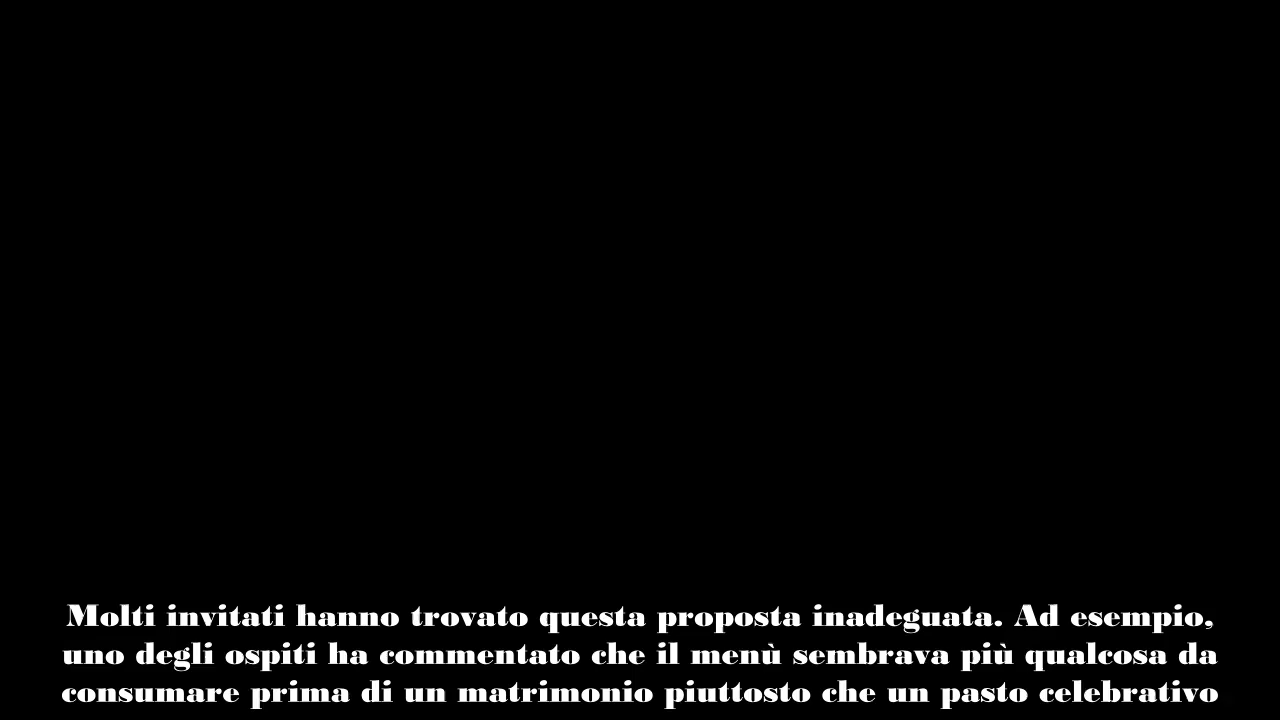 Molti invitati hanno trovato questa proposta inadeguata. Ad esempio,
uno degli ospiti ha commentato che il menù sembrava più qualcosa da
consumare prima di un matrimonio piuttosto che un pasto celebrativo